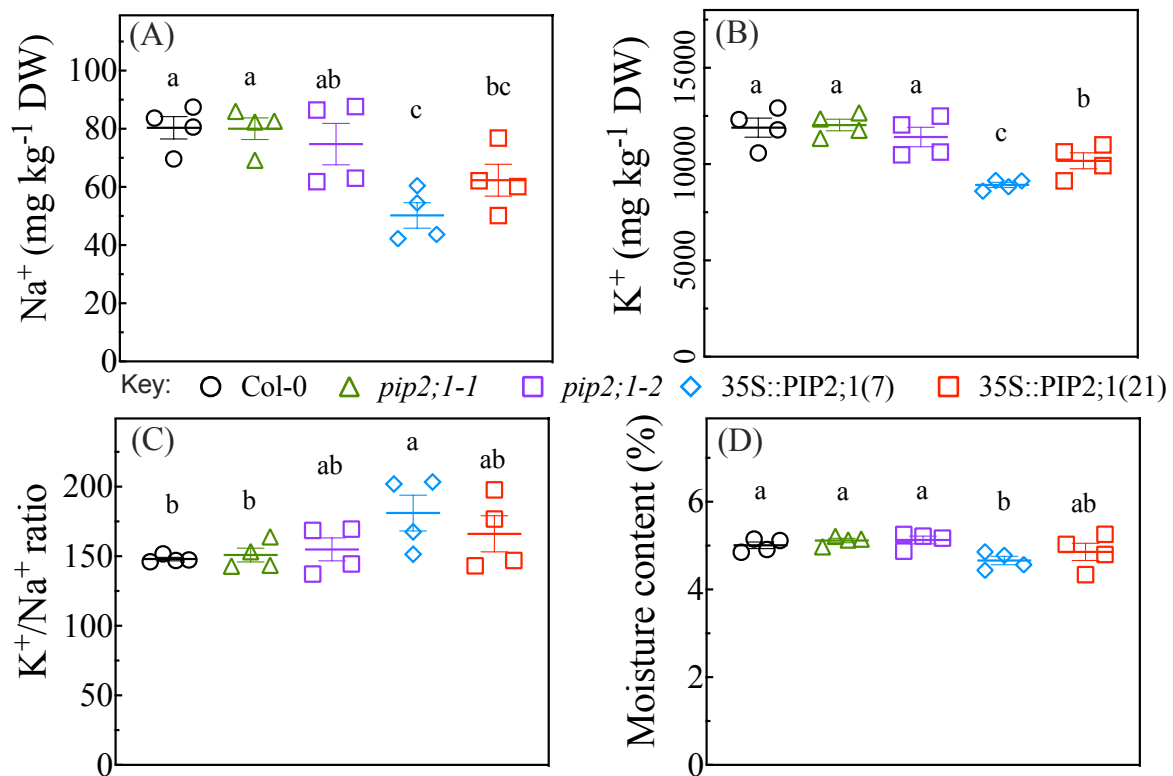 (A)
Na⁺ (mg kg⁻¹ DW)
100
80
60
40
20
0
a
a
ab
c
bc
(B)
K⁺ (mg kg⁻¹ DW)
15000
10000
5000
0
a
a
a
c
b
Key: Col-0 pip2;1-1 pip2;1-2 35S::PIP2;1(7) 35S::PIP2;1(21)
(C)
K⁺/Na⁺ ratio
200
150
100
50
0
b
b
ab
a
ab
(D)
Moisture content (%)
6
4
2
0
a
a
a
b
ab